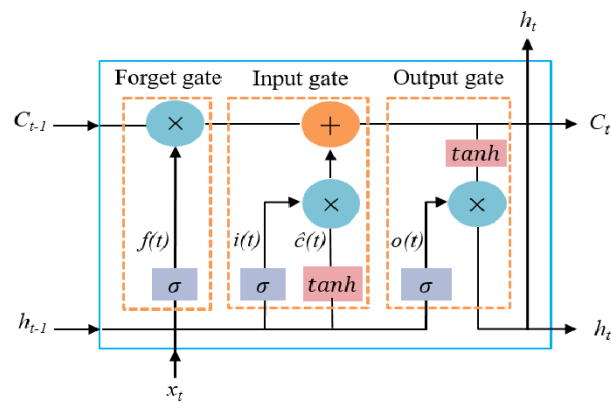 h_t
Forget gate Input gate Output gate
C_{t-1} × + C_t
tanh
× ×
f(t) i(t) ĉ(t) o(t)
σ σ tanh σ
h_{t-1} h_t
x_t